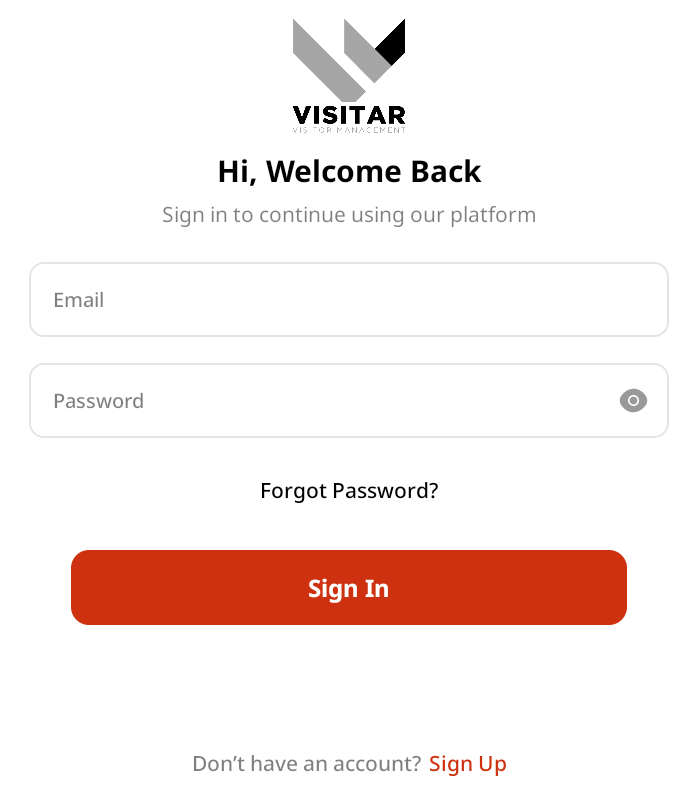 VISITAR
VISITOR MANAGEMENT
Hi, Welcome Back
Sign in to continue using our platform
Email
Password
Forgot Password?
Sign In
Don’t have an account? Sign Up